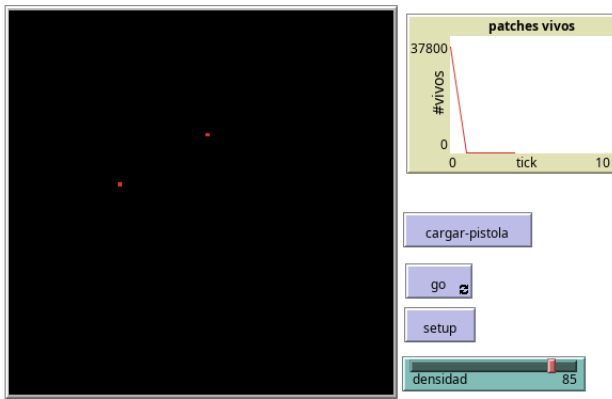 patches vivos
37800
#vivos
0
0 tick 10
cargar-pistola
go
setup
densidad 85